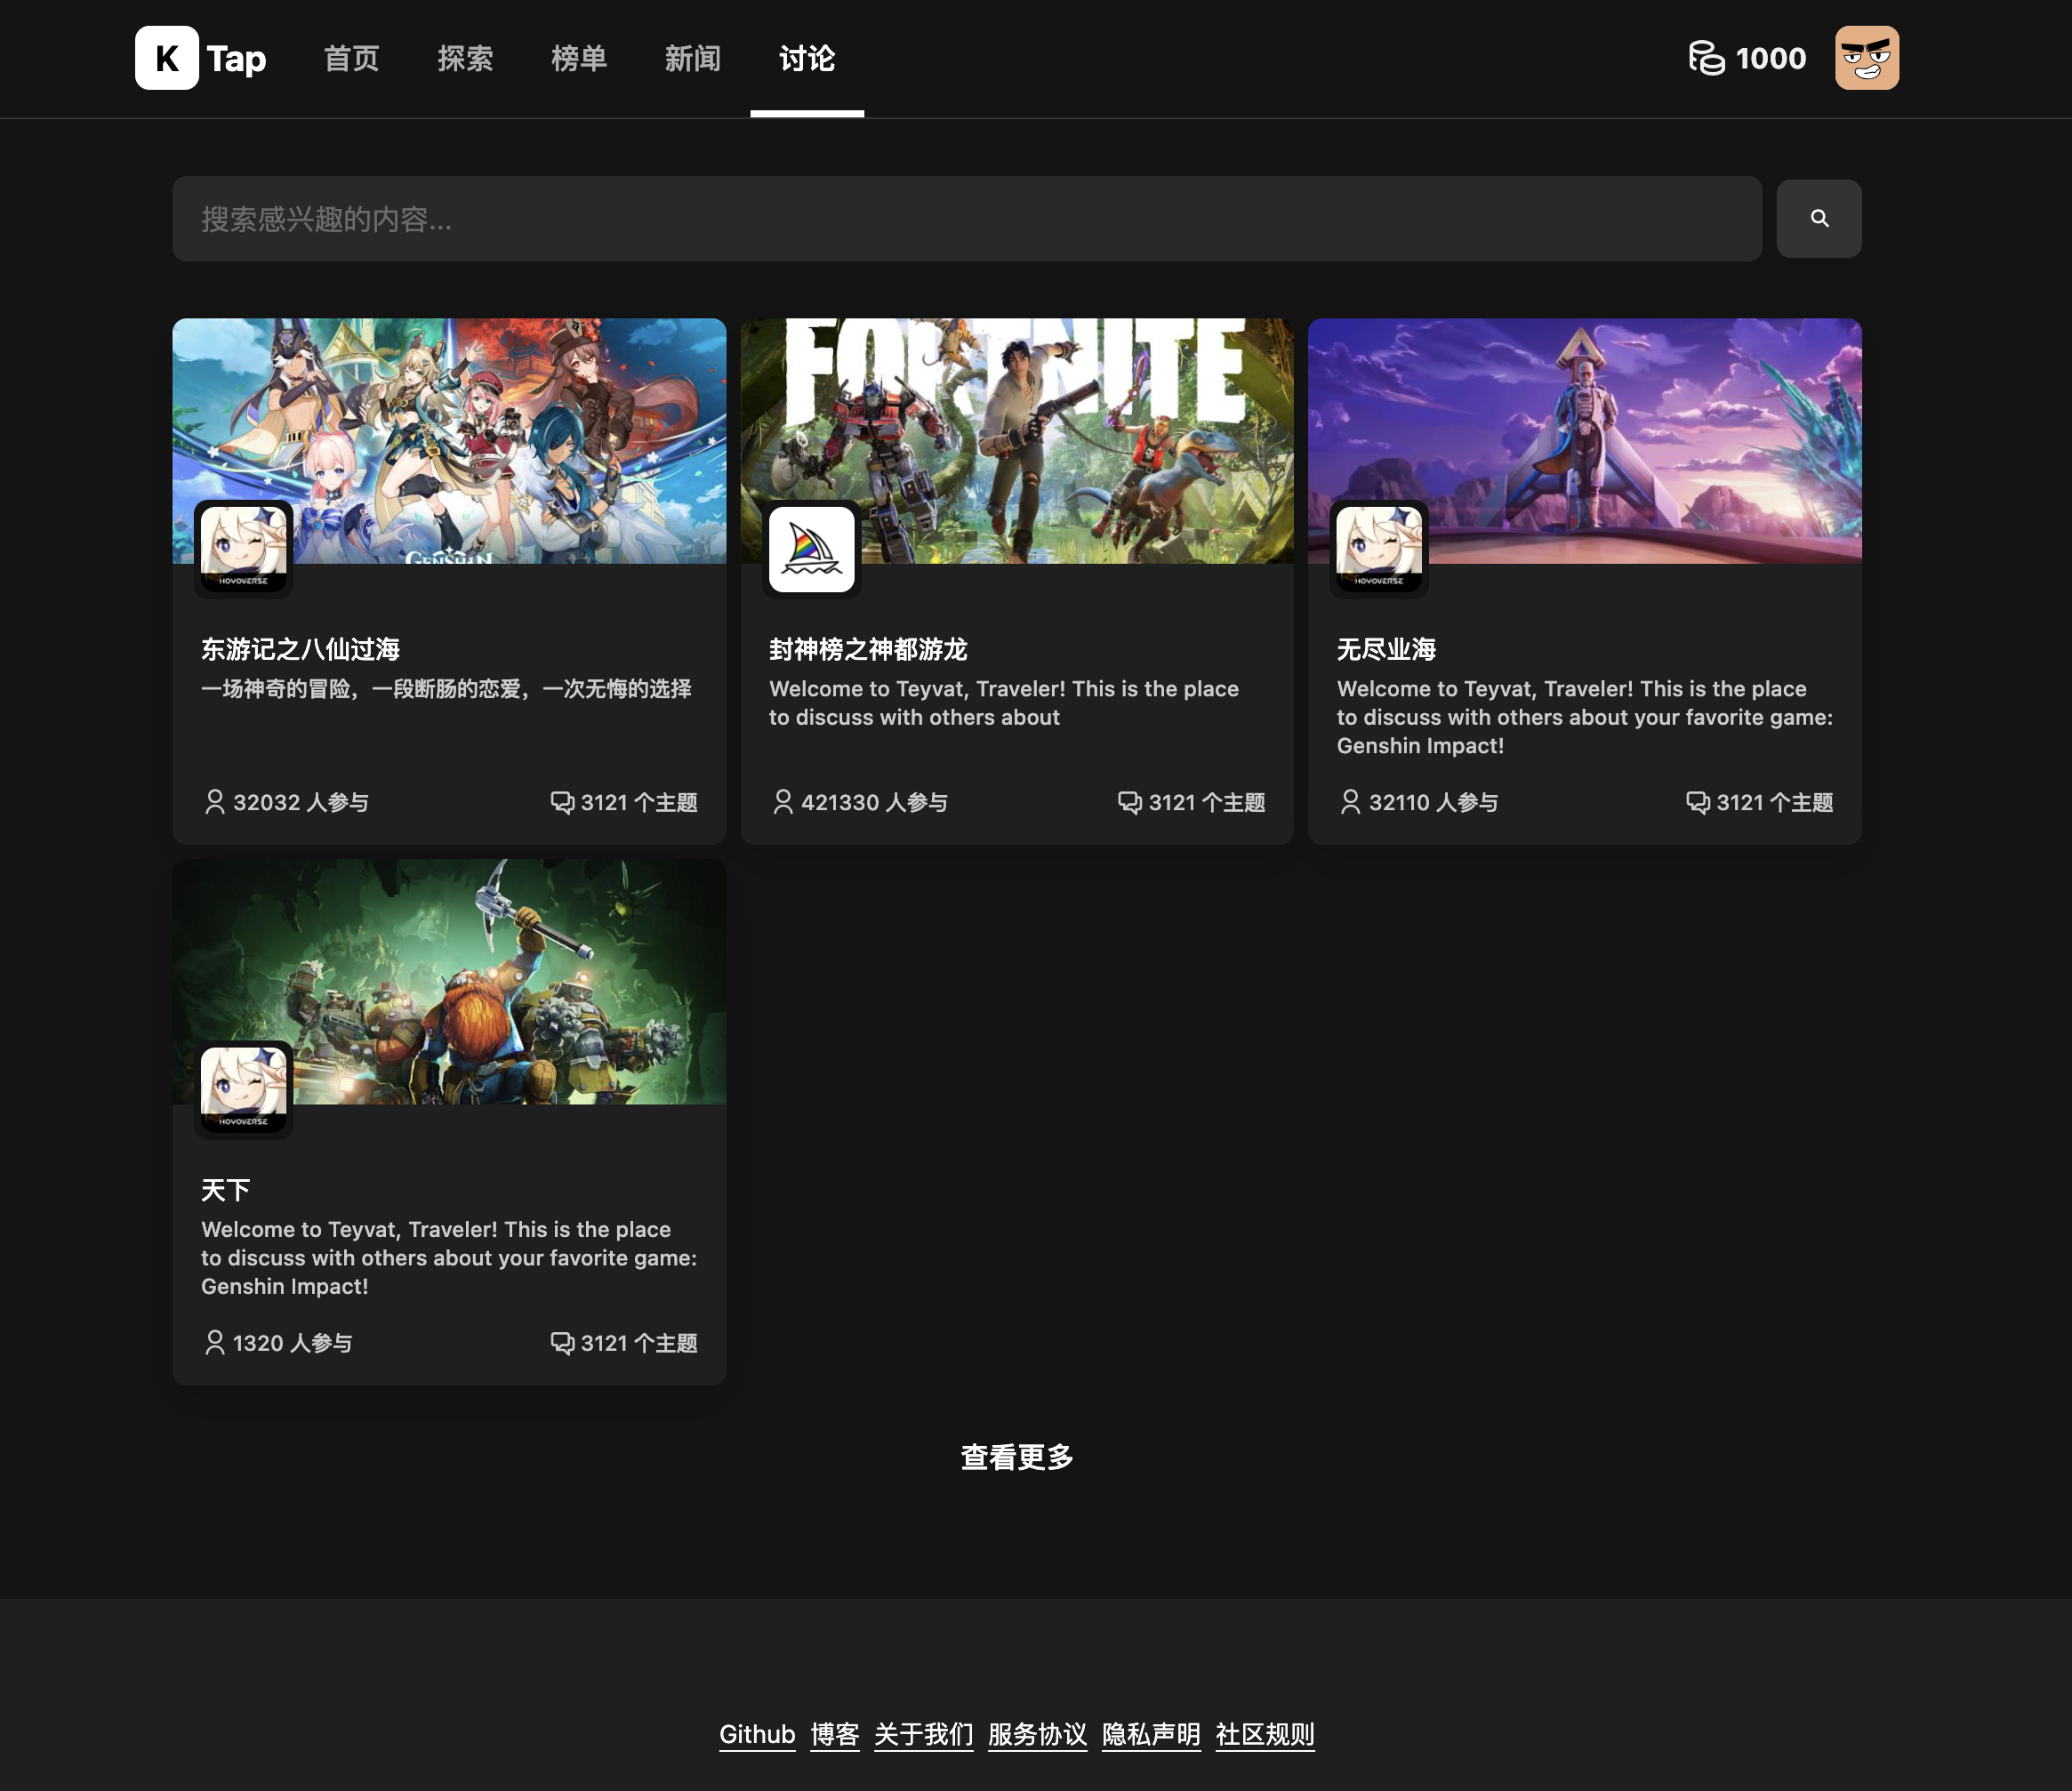 K Tap 首页 探索 榜单 新闻 讨论 1000
搜索感兴趣的内容...
GENSHIN
HOYOVERSE
东游记之八仙过海
一场神奇的冒险，一段断肠的恋爱，一次无悔的选择
32032 人参与 3121 个主题
FORTNITE
封神榜之神都游龙
Welcome to Teyvat, Traveler! This is the place
to discuss with others about
421330 人参与 3121 个主题
HOYOVERSE
无尽业海
Welcome to Teyvat, Traveler! This is the place
to discuss with others about your favorite game:
Genshin Impact!
32110 人参与 3121 个主题
HOYOVERSE
天下
Welcome to Teyvat, Traveler! This is the place
to discuss with others about your favorite game:
Genshin Impact!
1320 人参与 3121 个主题
查看更多
Github 博客 关于我们 服务协议 隐私声明 社区规则